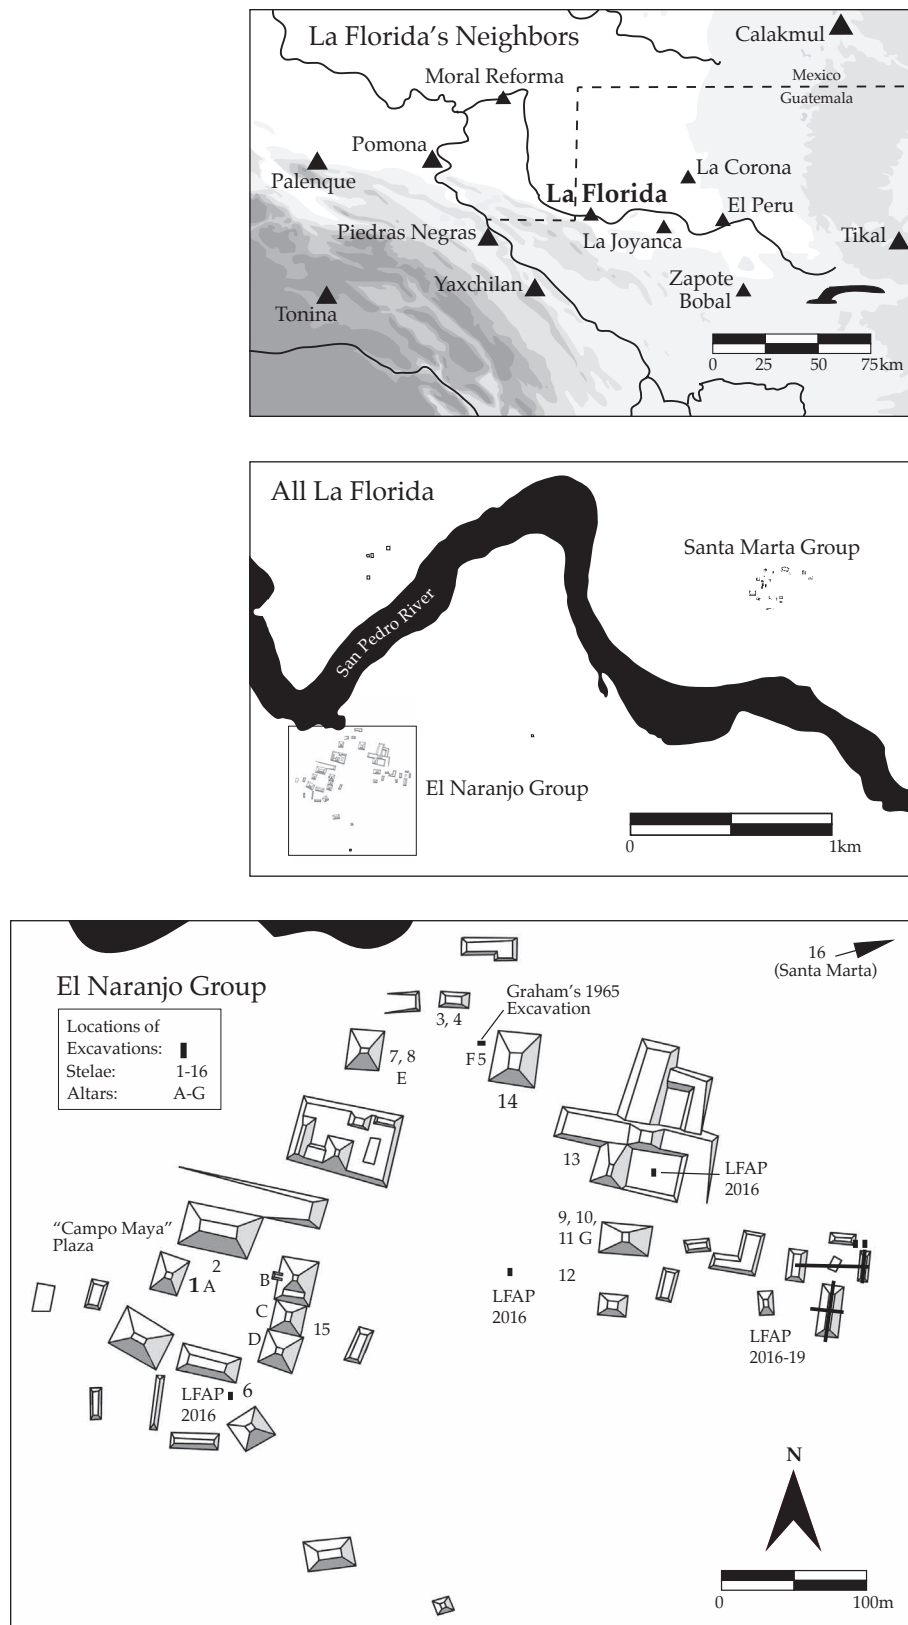 La Florida's Neighbors
Calakmul
Moral Reforma
Mexico
Guatemala
Pomona
Palenque
La Corona
La Florida
El Peru
Piedras Negras
La Joyanca
Tikal
Yaxchilan
Zapote
Bobal
Tonina
0 25 50 75km
All La Florida
Santa Marta Group
San Pedro River
El Naranjo Group
0 1km
El Naranjo Group
16
(Santa Marta)
Locations of
Excavations:
Stelae: 1-16
Altars: A-G
Graham's 1965
Excavation
3, 4
7, 8
E
F 5
14
13
LFAP
2016
"Campo Maya"
Plaza
2
1 A
B
C
D
15
9, 10,
11 G
12
LFAP
2016
LFAP
2016-19
LFAP
2016
6
N
0 100m